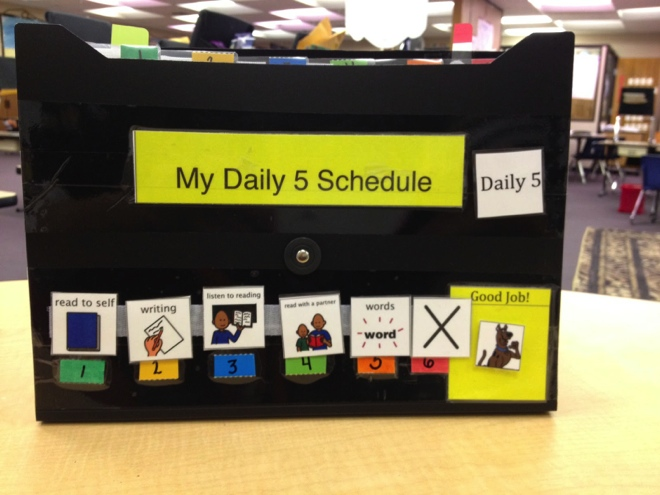 2
My Daily 5 Schedule
Daily 5
read to self
writing
listen to reading
read with a partner
words
word
X
Good Job!
1
2
3
4
5
6